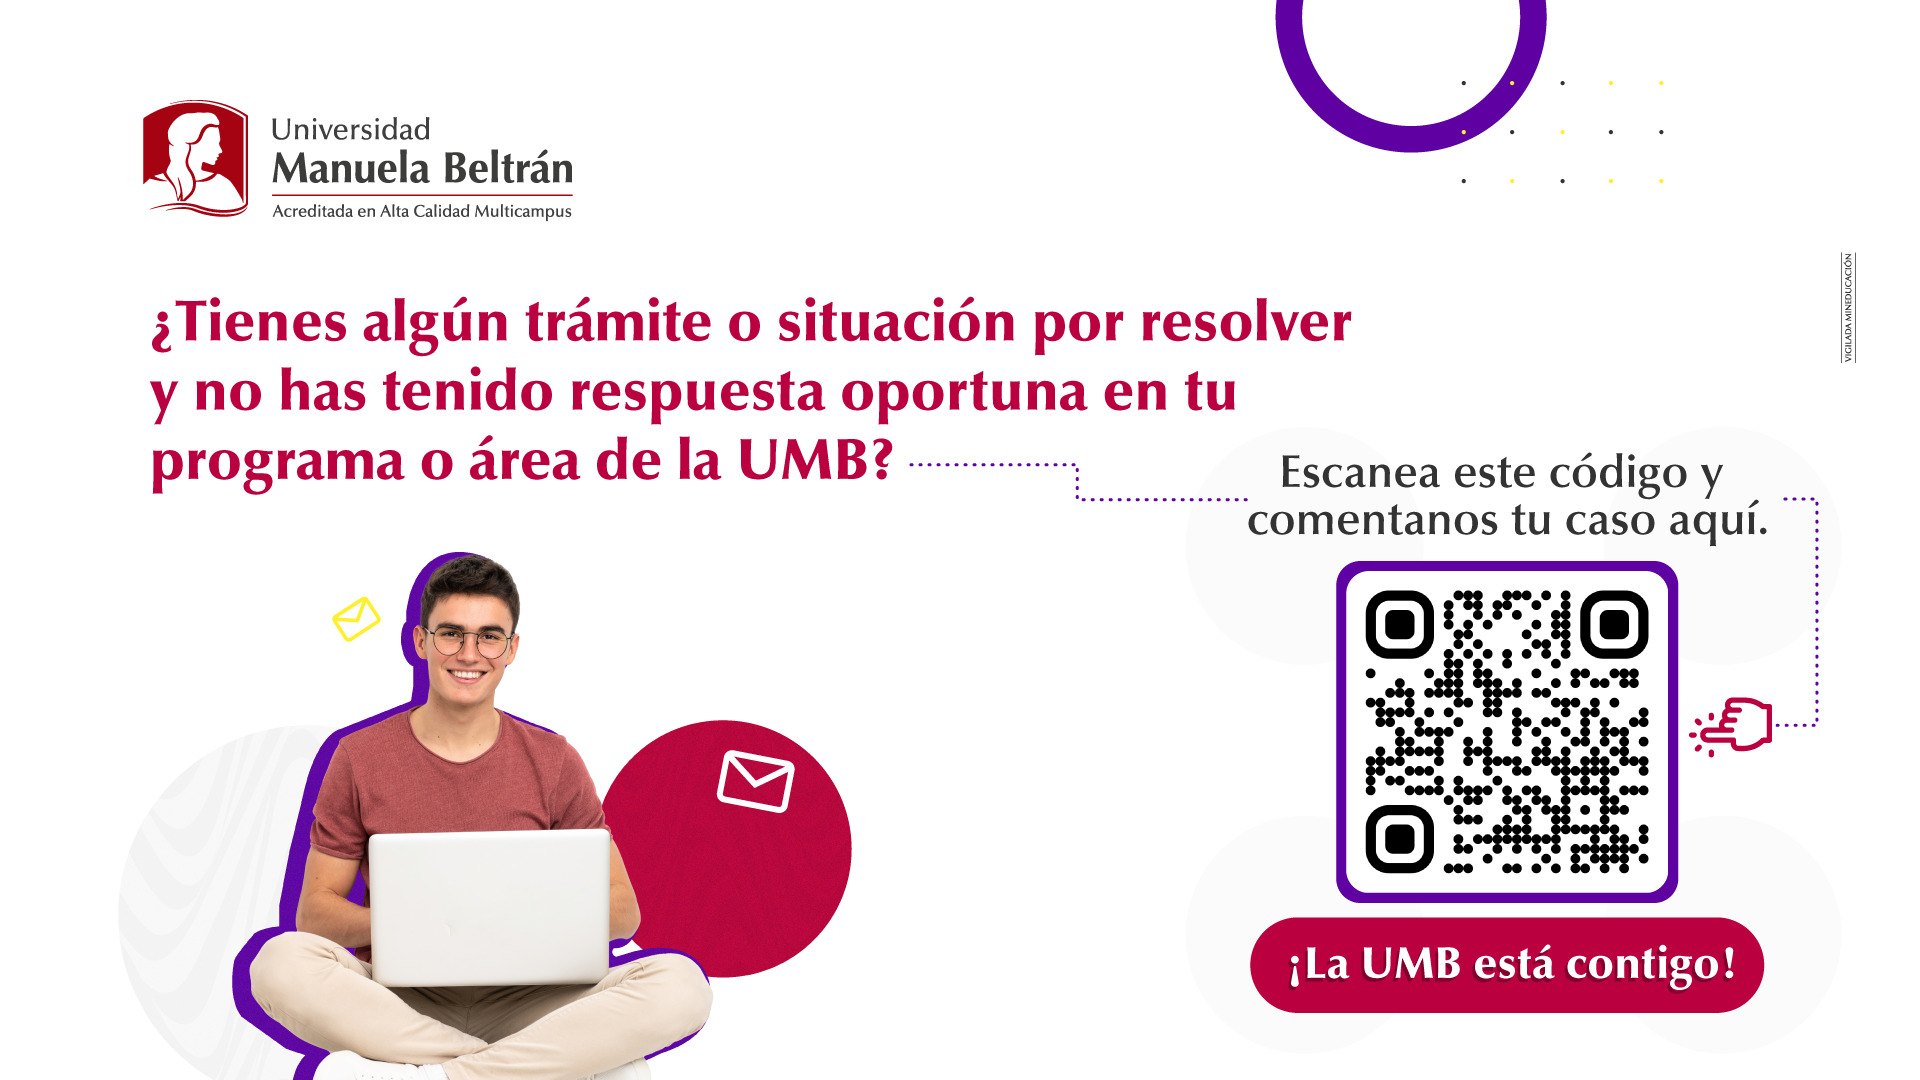 Universidad
Manuela Beltrán
Acreditada en Alta Calidad Multicampus
VIGILADA MINEDUCACIÓN
¿Tienes algún trámite o situación por resolver
y no has tenido respuesta oportuna en tu
programa o área de la UMB?
Escanea este código y
comentanos tu caso aquí.
¡La UMB está contigo!